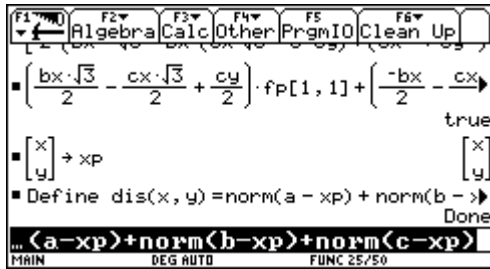 F1 F2 F3 F4 F5 F6
Algebra Calc Other PrgmIO Clean Up
(bx·√3/2 - cx·√3/2 + cy/2)·fp[1,1]+(-bx/2 - cx
true
[x y] → xp [x y]
Define dis(x,y)=norm(a-xp)+norm(b-x
Done
…(a-xp)+norm(b-xp)+norm(c-xp)
MAIN DEG AUTO FUNC 25/50